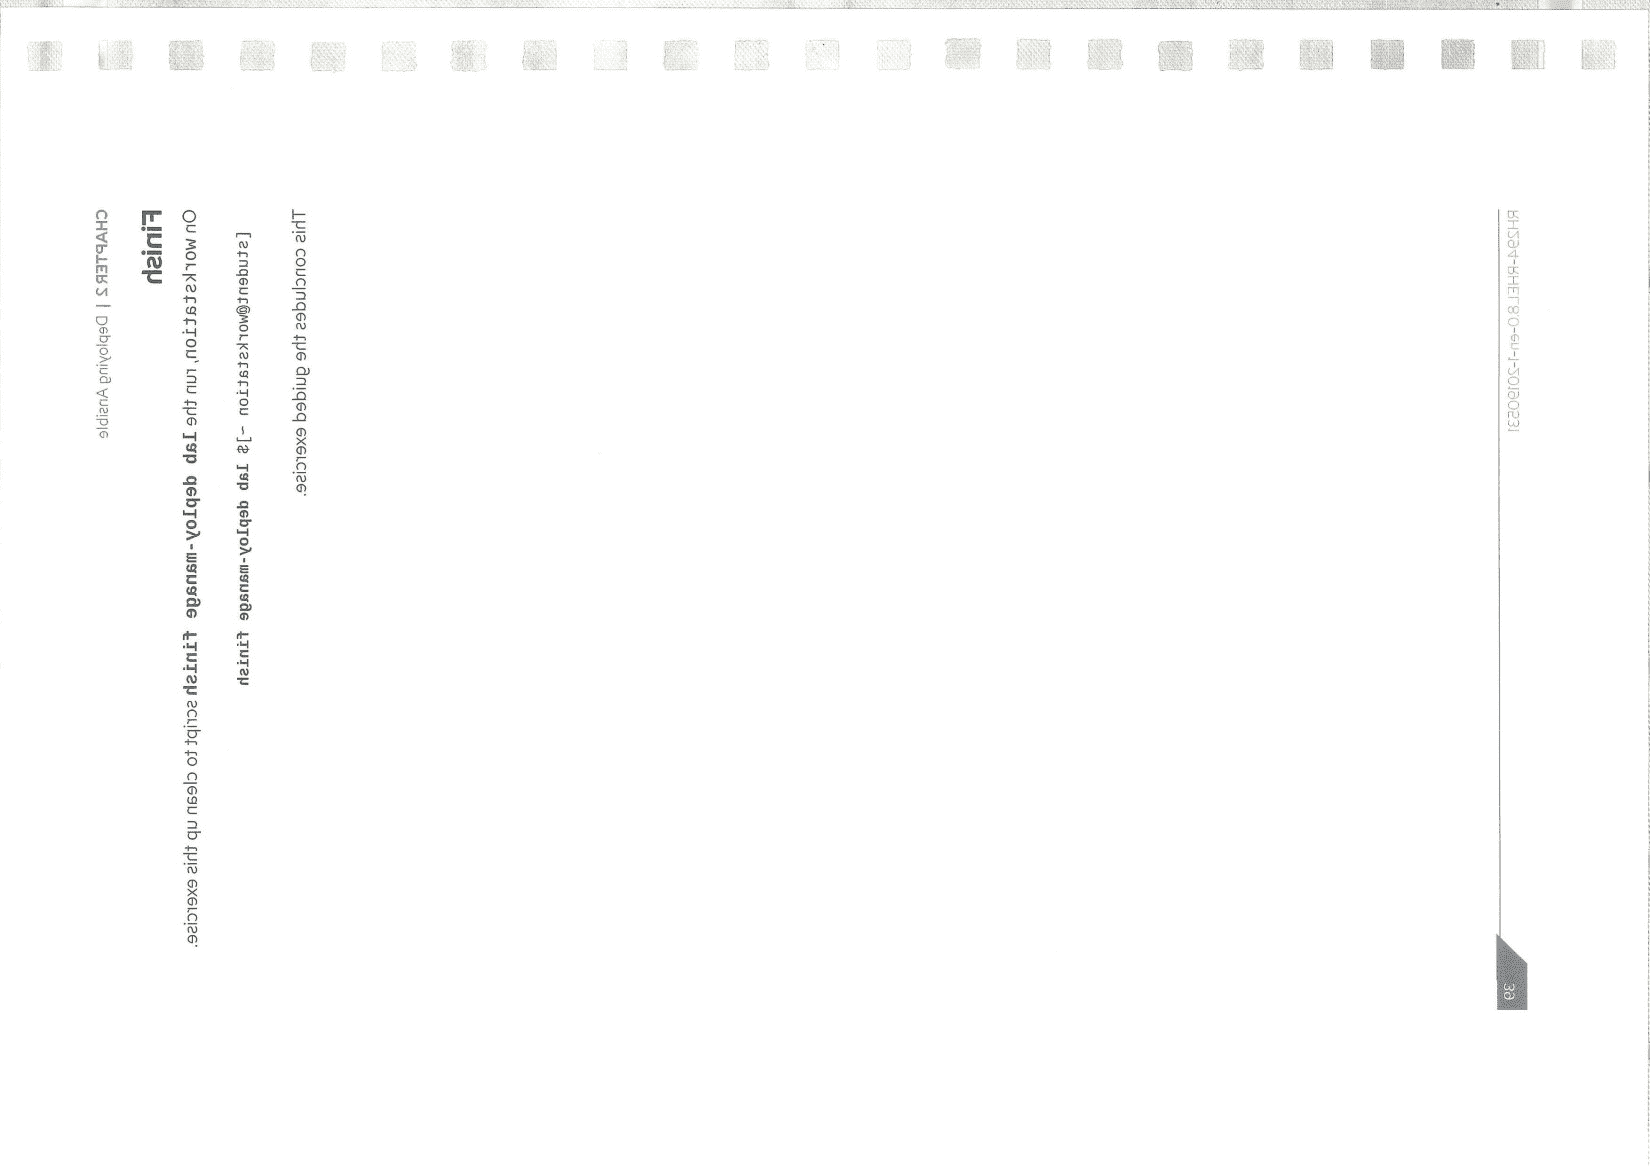 CHAPTER 2 | Deploying Ansible
Finish
On workstation, run the lab deploy-manage finish script to clean up this exercise.
[student@workstation ~]$ lab deploy-manage finish
This concludes the guided exercise.
RH294-RHEL8.0-en-1-20190531
39